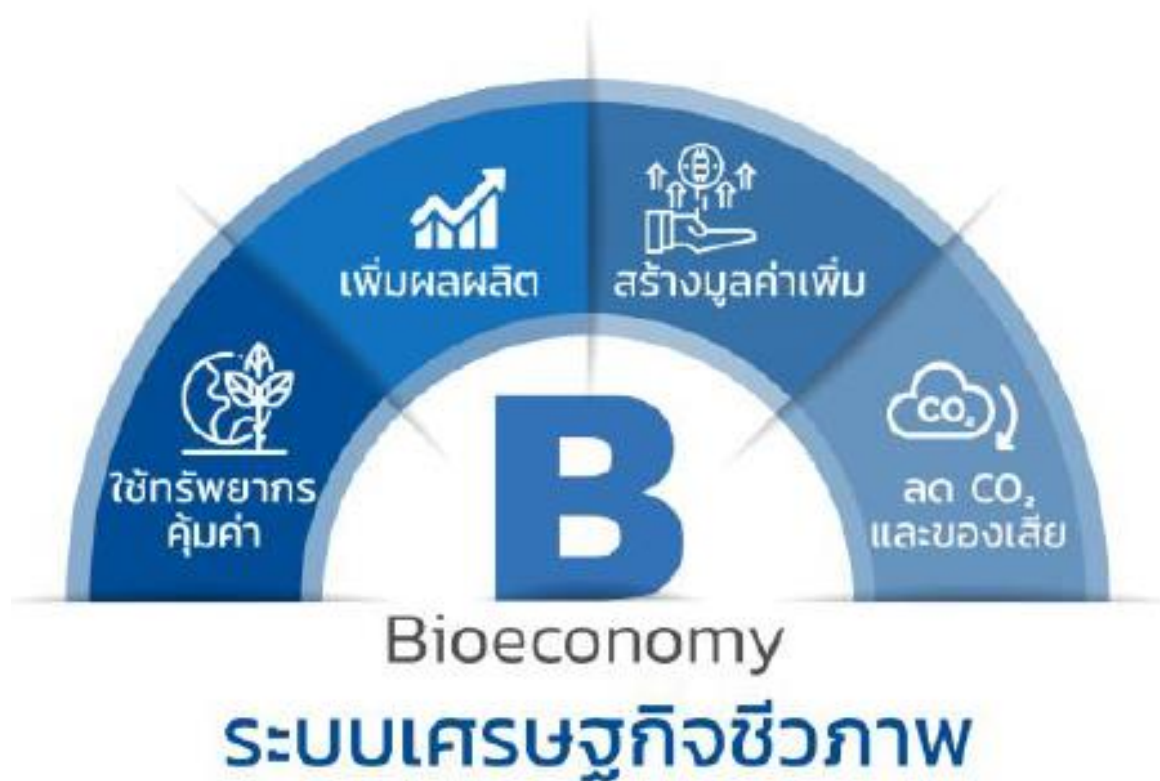 เพิ่มผลผลิต
สร้างมูลค่าเพิ่ม
ใช้ทรัพยากร
คุ้มค่า
CO₂
ลด CO₂
และของเสีย
B
Bioeconomy
ระบบเศรษฐกิจชีวภาพ